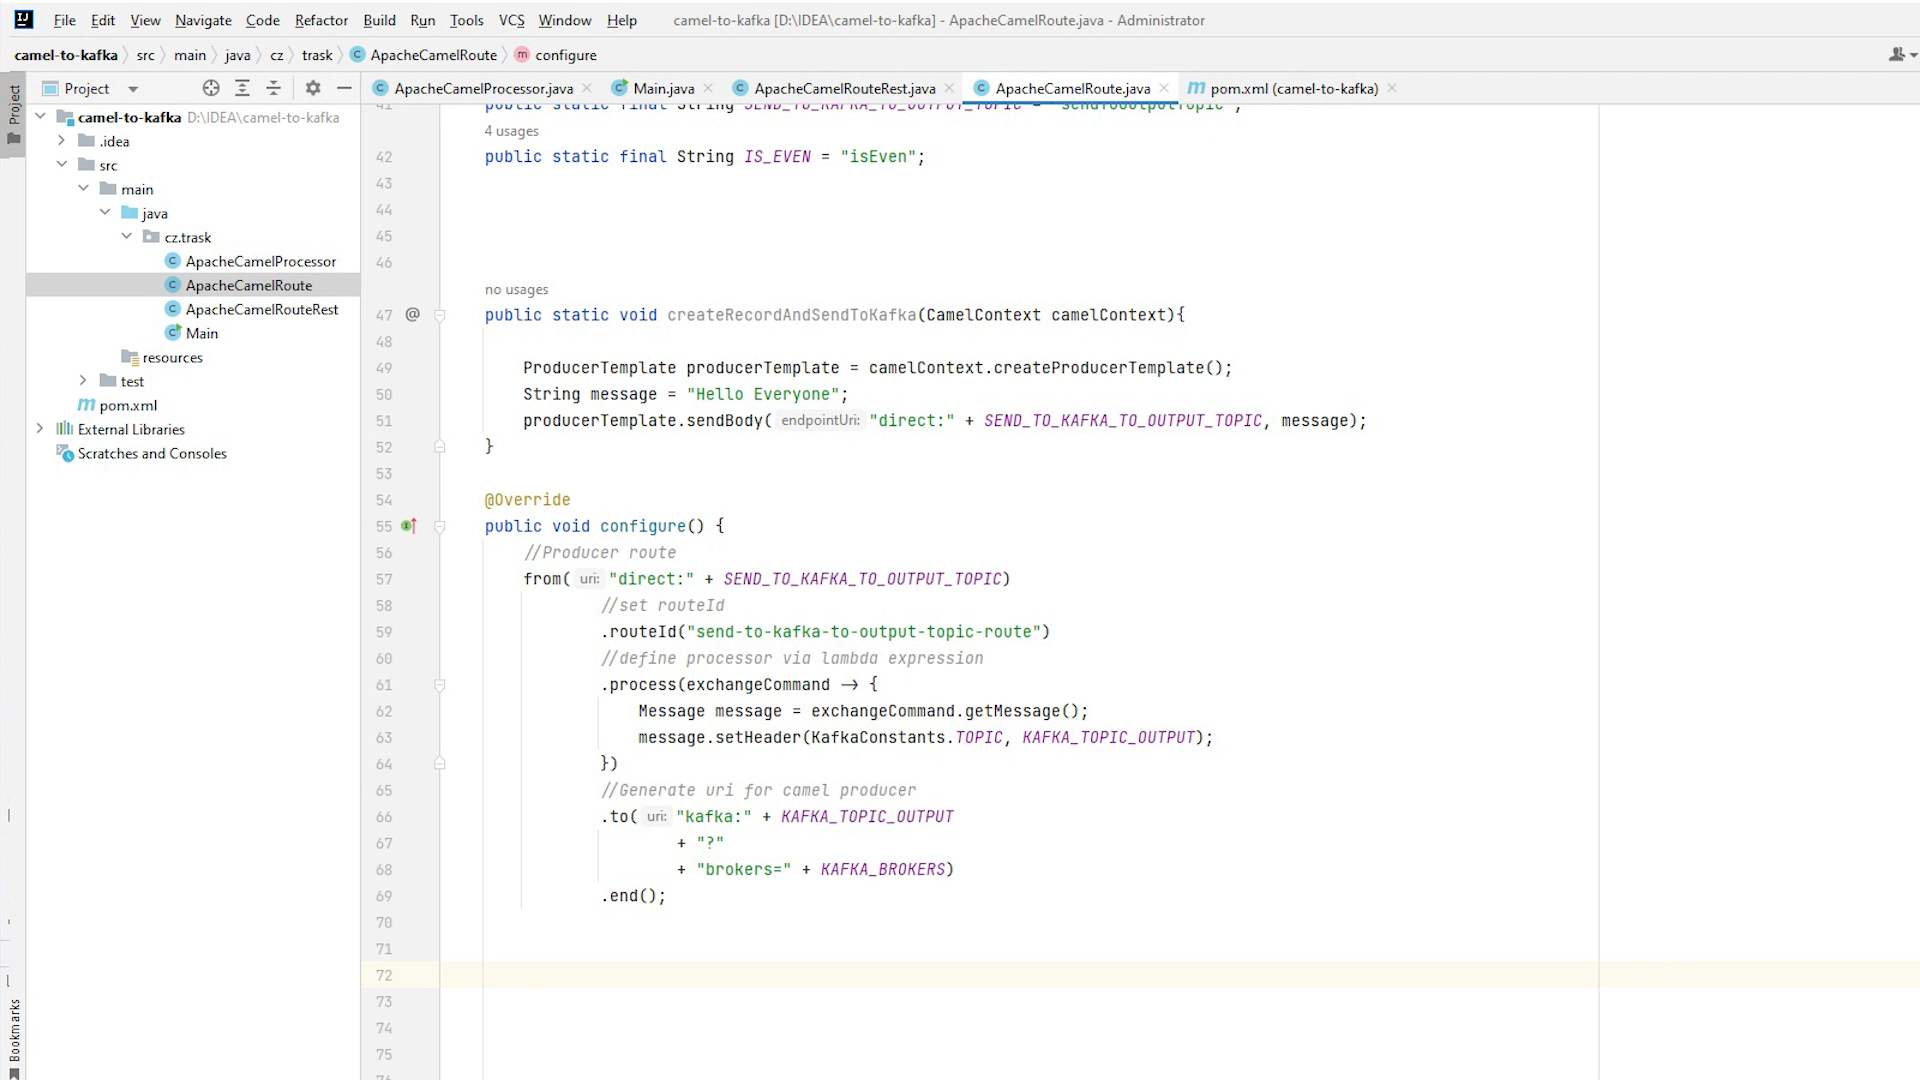 File Edit View Navigate Code Refactor Build Run Tools VCS Window Help camel-to-kafka [D:\IDEA\camel-to-kafka] - ApacheCamelRoute.java - Administrator
camel-to-kafka src main java cz trask ApacheCamelRoute configure
Project
Project
ApacheCamelProcessor.java Main.java ApacheCamelRouteRest.java ApacheCamelRoute.java pom.xml (camel-to-kafka)
camel-to-kafka D:\IDEA\camel-to-kafka
.idea
src
main
java
cz.trask
ApacheCamelProcessor
ApacheCamelRoute
ApacheCamelRouteRest
Main
resources
test
pom.xml
External Libraries
Scratches and Consoles
Bookmarks
41 public static final String SEND_TO_KAFKA_TO_OUTPUT_TOPIC =
4 usages
42 public static final String IS_EVEN = "isEven";
43
44
45
46
no usages
47 @ public static void createRecordAndSendToKafka(CamelContext camelContext){
48
49 ProducerTemplate producerTemplate = camelContext.createProducerTemplate();
50 String message = "Hello Everyone";
51 producerTemplate.sendBody( endpointUri: "direct:" + SEND_TO_KAFKA_TO_OUTPUT_TOPIC, message);
52 }
53
54 @Override
55 public void configure() {
56 //Producer route
57 from( uri: "direct:" + SEND_TO_KAFKA_TO_OUTPUT_TOPIC)
58 //set routeId
59 .routeId("send-to-kafka-to-output-topic-route")
60 //define processor via lambda expression
61 .process(exchangeCommand -> {
62 Message message = exchangeCommand.getMessage();
63 message.setHeader(KafkaConstants.TOPIC, KAFKA_TOPIC_OUTPUT);
64 })
65 //Generate uri for camel producer
66 .to( uri: "kafka:" + KAFKA_TOPIC_OUTPUT
67 + "?"
68 + "brokers=" + KAFKA_BROKERS)
69 .end();
70
71
72
73
74
75
76